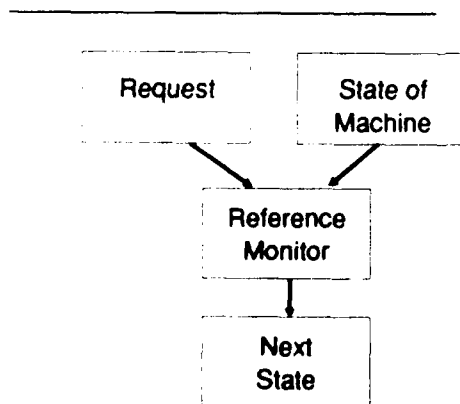 Request
State of
Machine
Reference
Monitor
Next
State